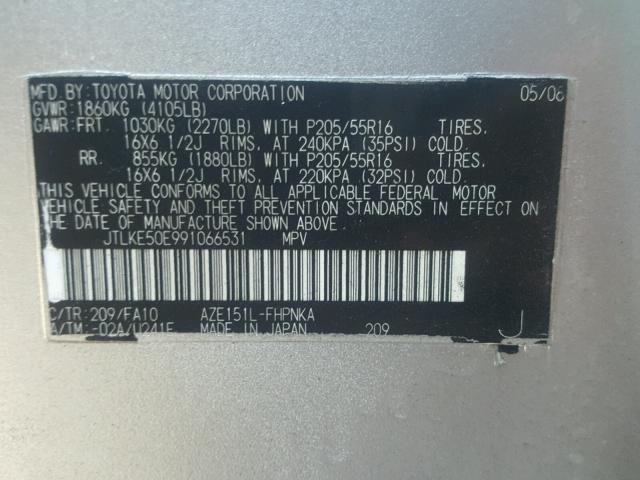 MFD.BY:TOYOTA MOTOR CORPORATION 05/08
GVWR:1860KG (4105LB)
GAWR:FRT. 1030KG (2270LB) WITH P205/55R16 TIRES,
16X6 1/2J RIMS, AT 240KPA (35PSI) COLD.
RR. 855KG (1880LB) WITH P205/55R16 TIRES,
16X6 1/2J RIMS, AT 220KPA (32PSI) COLD.
THIS VEHICLE CONFORMS TO ALL APPLICABLE FEDERAL MOTOR
VEHICLE SAFETY AND THEFT PREVENTION STANDARDS IN EFFECT ON
THE DATE OF MANUFACTURE SHOWN ABOVE.
JTLKE50E991066531 MPV
C/TR:209/FA10 AZE151L-FHPNKA
A/TM:-02A/U241E MADE IN JAPAN 209 J